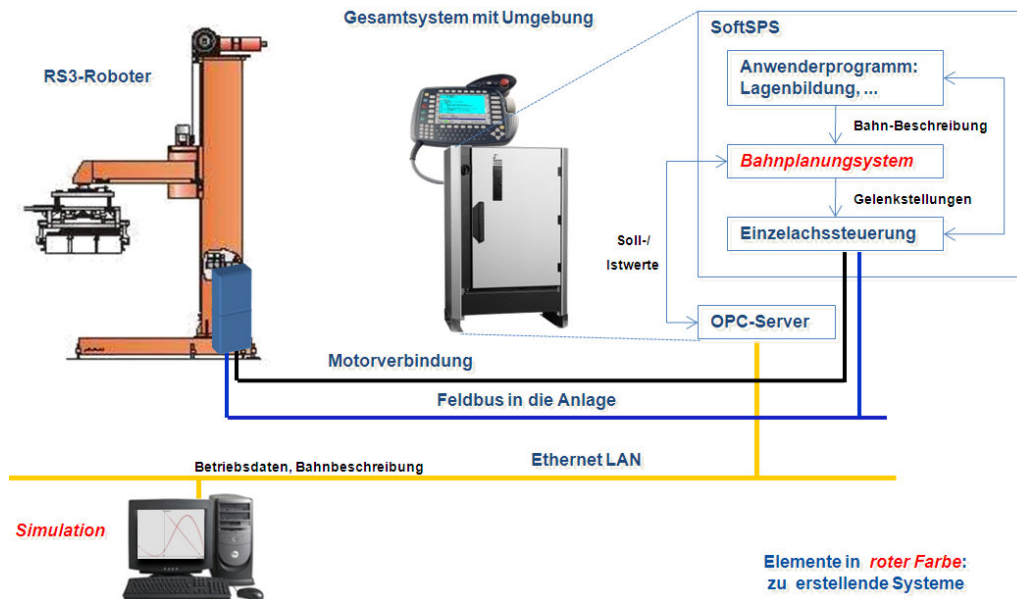 Gesamtsystem mit Umgebung
SoftSPS
RS3-Roboter
Anwenderprogramm:
Lagenbildung, ...
Bahn-Beschreibung
Bahnplanungsystem
Gelenkstellungen
Einzelachssteuerung
Soll-/
Istwerte
OPC-Server
Motorverbindung
Feldbus in die Anlage
Ethernet LAN
Betriebsdaten, Bahnbeschreibung
Simulation
Elemente in roter Farbe:
zu erstellende Systeme